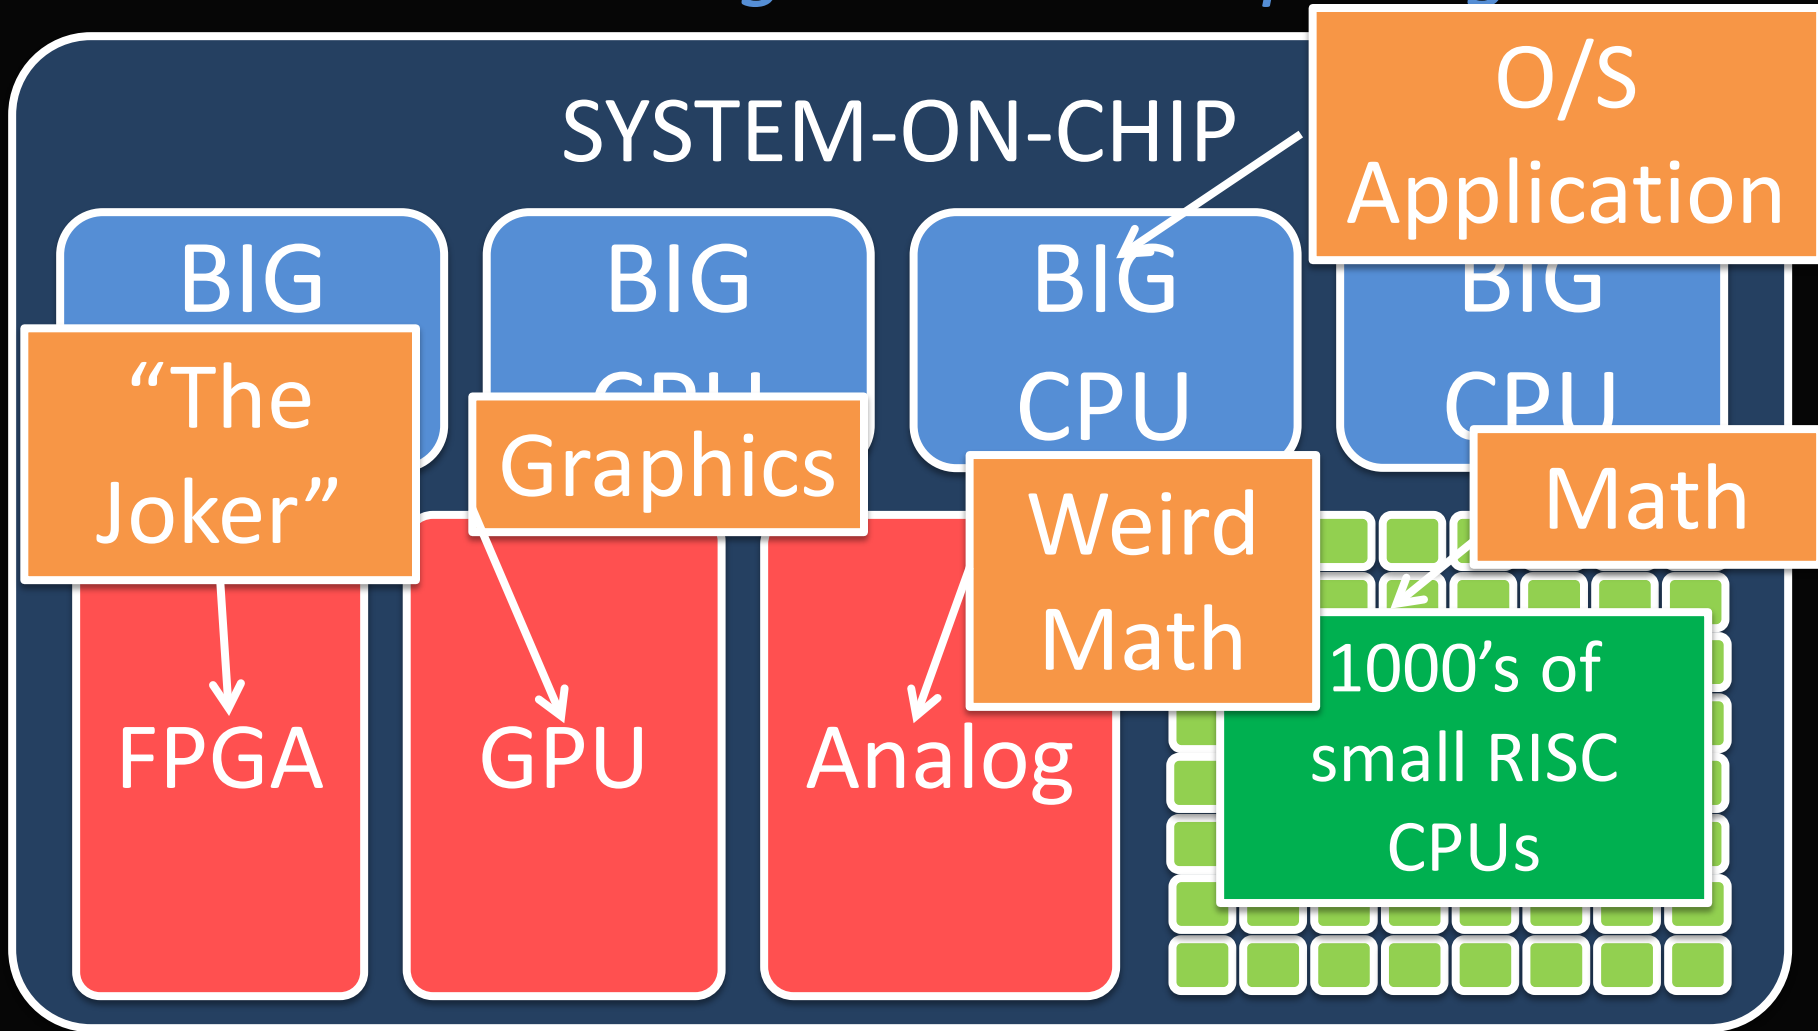 SYSTEM-ON-CHIP
O/S
Application
BIG
BIG
CPU
BIG
CPU
BIG
CPU
“The
Joker”
Graphics
Weird
Math
Math
FPGA
GPU
Analog
1000’s of
small RISC
CPUs